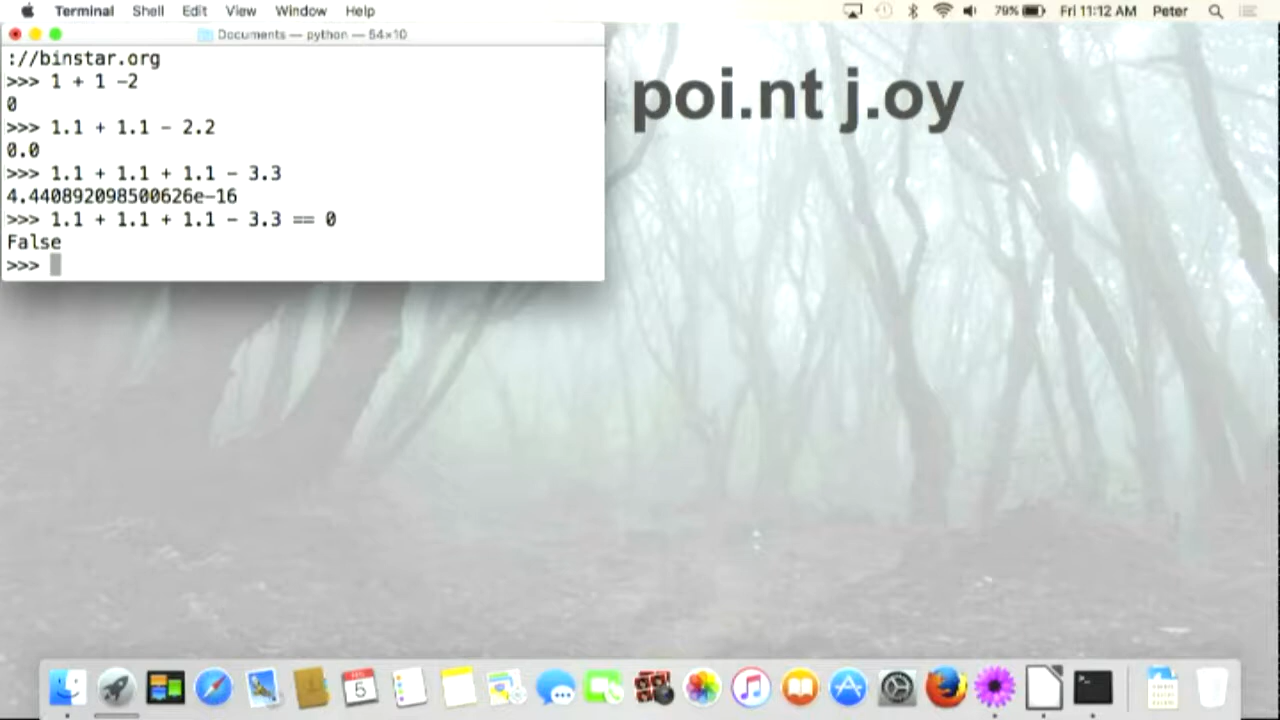 Terminal Shell Edit View Window Help 79% Fri 11:12 AM Peter
Documents — python — 54×10
://binstar.org
>>> 1 + 1 -2
0
>>> 1.1 + 1.1 - 2.2
0.0
>>> 1.1 + 1.1 + 1.1 - 3.3
4.440892098500626e-16
>>> 1.1 + 1.1 + 1.1 - 3.3 == 0
False
>>>
poi.nt j.oy
5